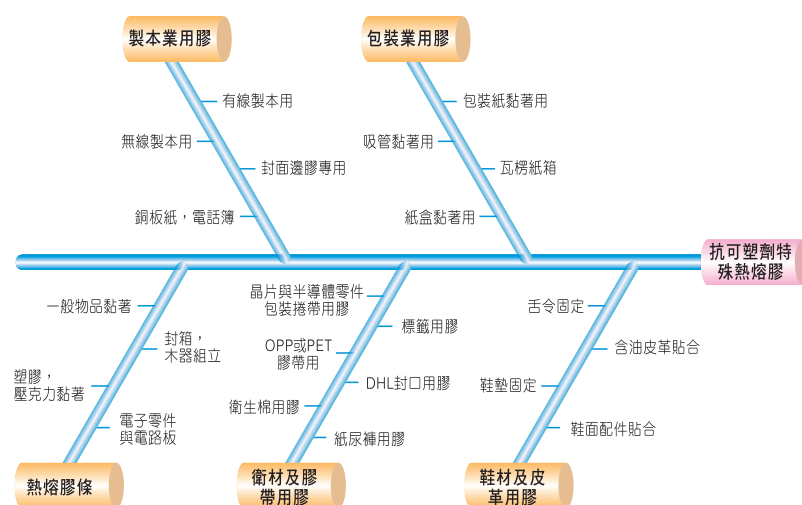 製本業用膠
有線製本用
無線製本用
封面邊膠專用
銅板紙，電話簿
包裝業用膠
包裝紙黏著用
吸管黏著用
瓦楞紙箱
紙盒黏著用
抗可塑劑特
殊熱熔膠
一般物品黏著
封箱，
木器組立
塑膠，
壓克力黏著
電子零件
與電路板
熱熔膠條
晶片與半導體零件
包裝捲帶用膠
標籤用膠
OPP或PET
膠帶用
DHL封口用膠
衛生棉用膠
紙尿褲用膠
衛材及膠
帶用膠
舌令固定
含油皮革貼合
鞋墊固定
鞋面配件貼合
鞋材及皮
革用膠